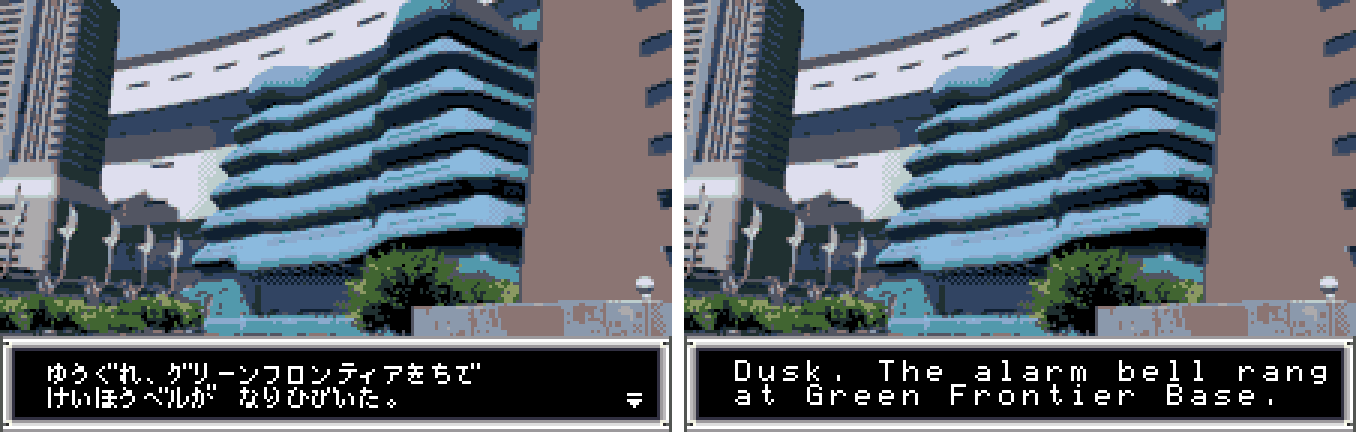 ゆうぐれ、グリーンフロンティアきちで
けいほうベルが なりひびいた。
Dusk. The alarm bell rang
at Green Frontier Base.